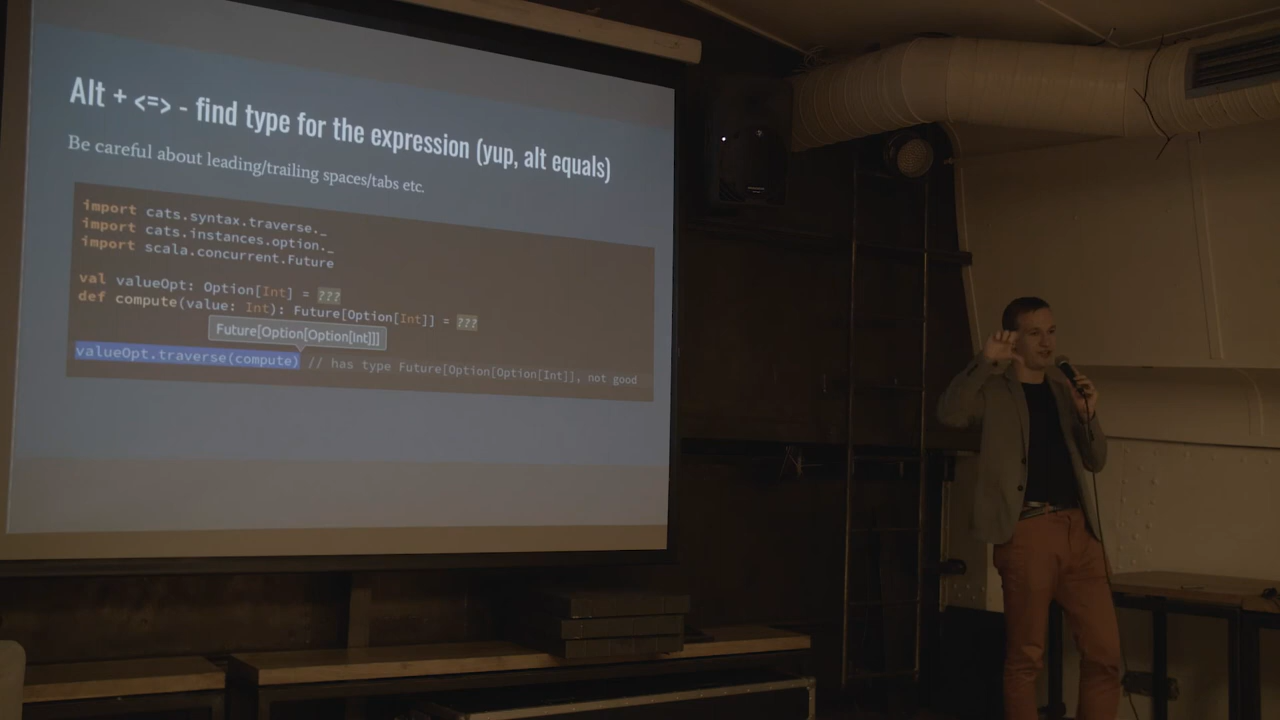 Alt + <=> - find type for the expression (yup, alt equals)
Be careful about leading/trailing spaces/tabs etc.
import cats.syntax.traverse._
import cats.instances.option._
import scala.concurrent.Future
val valueOpt: Option[Int] = ???
def compute(value: Int): Future[Option[Int]] = ???
Future[Option[Option[Int]]]
valueOpt.traverse(compute) // has type Future[Option[Option[Int]], not good